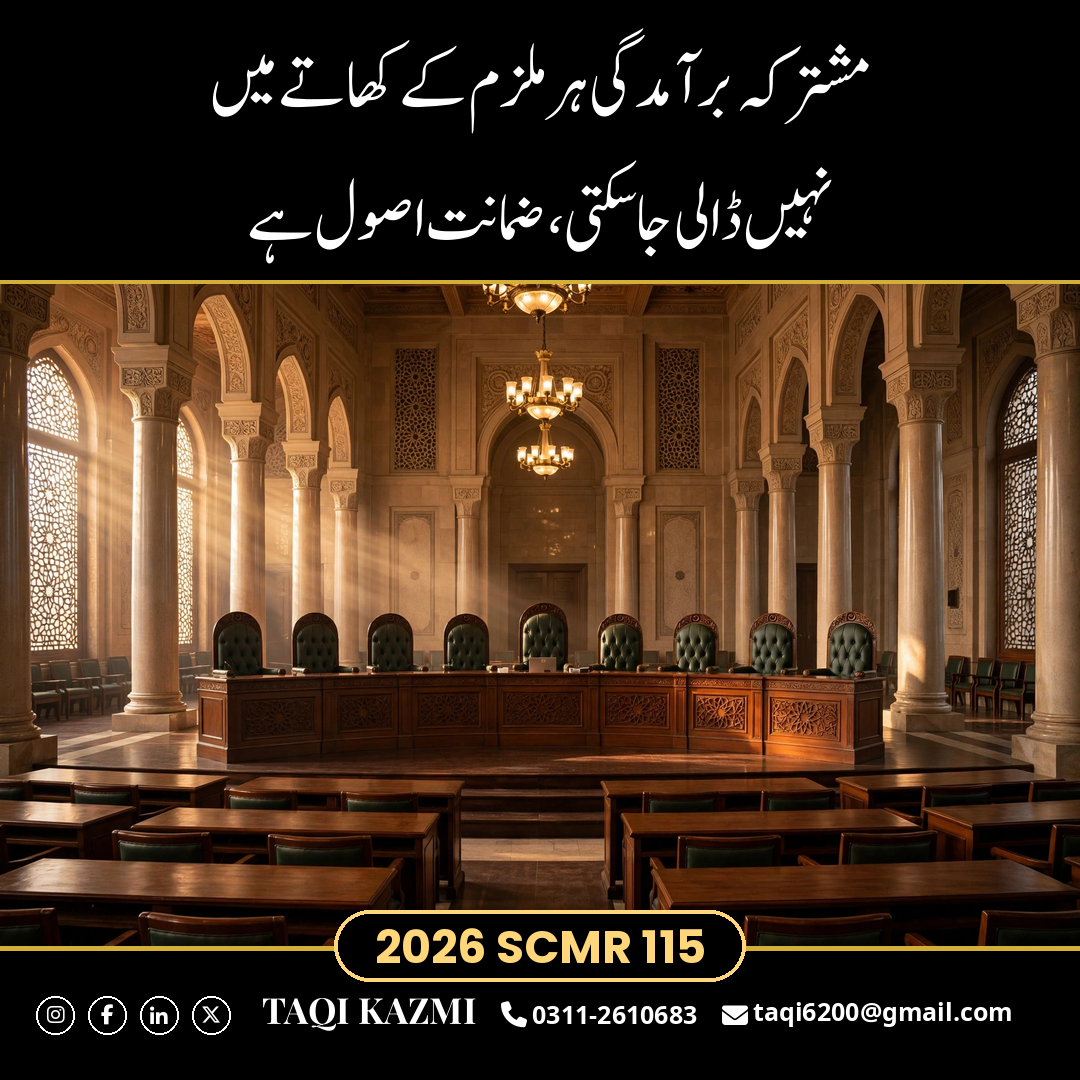 مشترکہ برآمدگی ہر ملزم کے کھاتے میں
نہیں ڈالی جا سکتی، ضمانت اصول ہے
2026 SCMR 115
TAQI KAZMI 0311-2610683 taqi6200@gmail.com